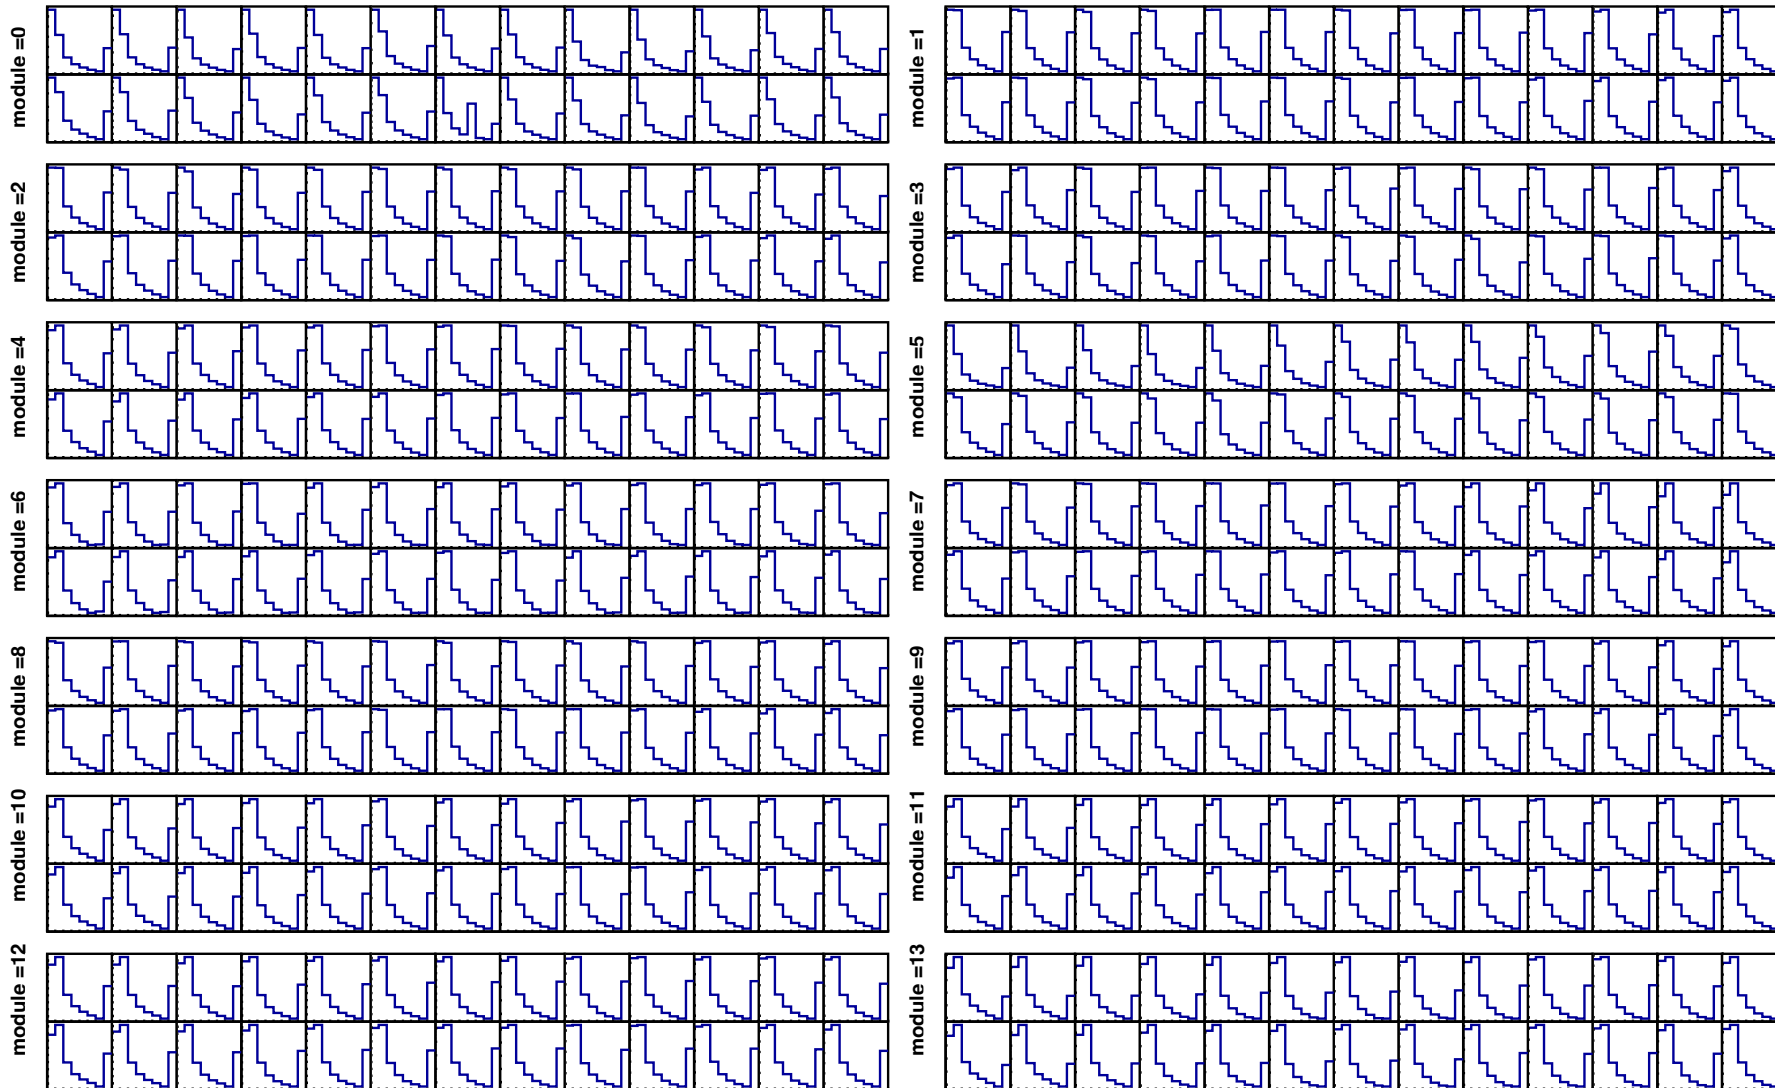 module =0
module =1
module =2
module =3
module =4
module =5
module =6
module =7
module =8
module =9
module =10
module =11
module =12
module =13